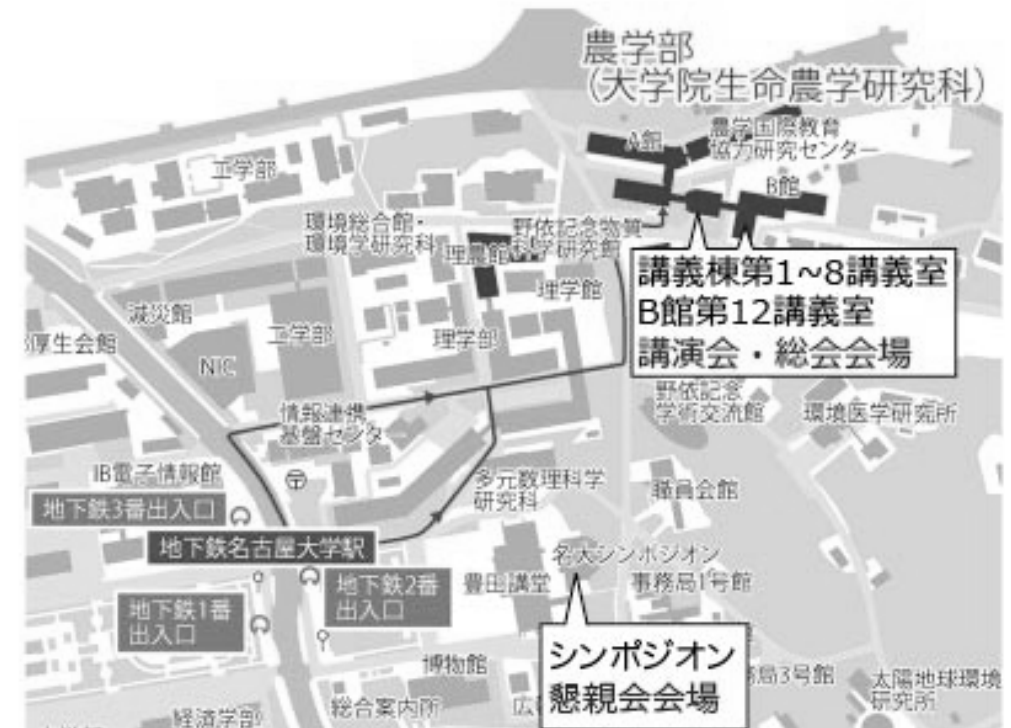 農学部
（大学院生命農学研究科）
A館
農学国際教育
協力研究センター
B館
工学部
環境総合館・
環境学研究科
理農館
野依記念物質
科学研究館
講義棟第1~8講義室
B館第12講義室
講演会・総会会場
減災館
理学館
厚生会館
工学部
理学部
NIC
野依記念
学術交流館
環境医学研究所
情報連携
基盤センター
IB電子情報館
多元数理科学
研究科
職員会館
地下鉄3番出入口
地下鉄名古屋大学駅
名大シンポジオン
豊田講堂
事務局1号館
地下鉄2番
出入口
地下鉄1番
出入口
シンポジオン
懇親会会場
博物館
局3号館
太陽地球環境
研究所
総合案内所
広
経済学部